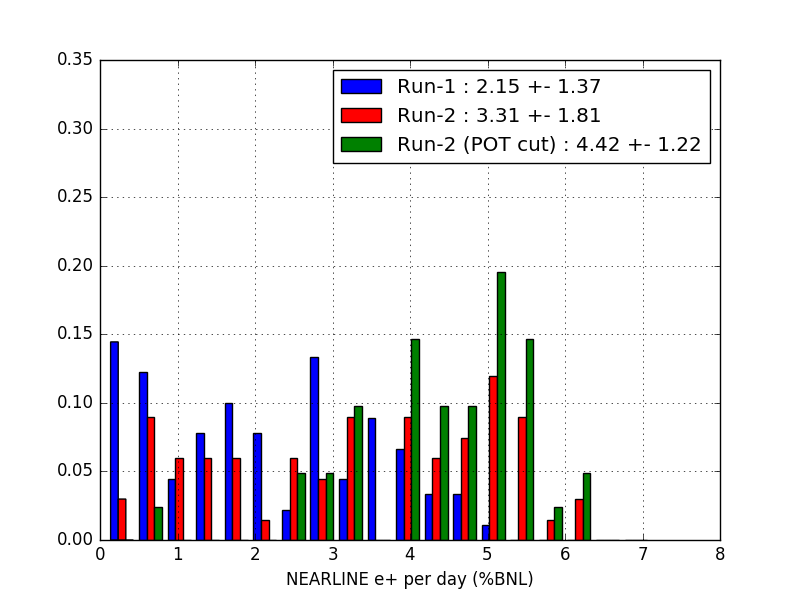 0.35
0.30
0.25
0.20
0.15
0.10
0.05
0.00
Run-1 : 2.15 +- 1.37
Run-2 : 3.31 +- 1.81
Run-2 (POT cut) : 4.42 +- 1.22
0 1 2 3 4 5 6 7 8
NEARLINE e+ per day (%BNL)